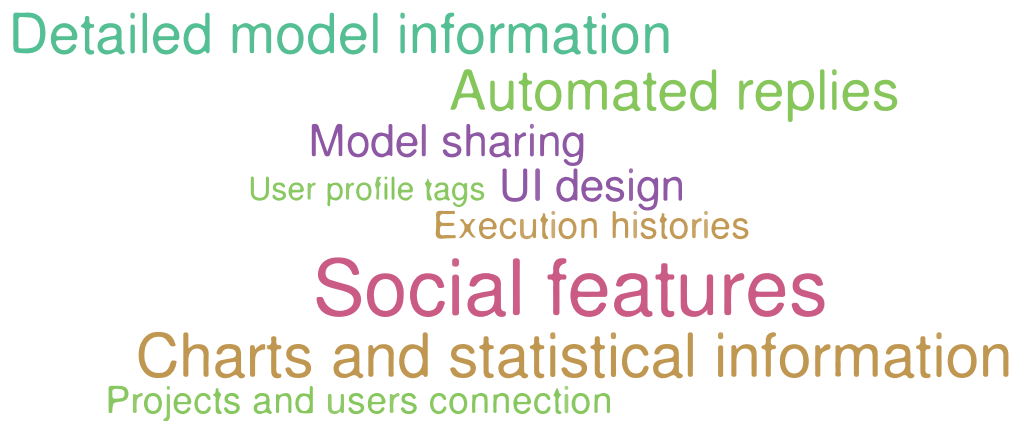 Detailed model information
Automated replies
Model sharing
User profile tags UI design
Execution histories
Social features
Charts and statistical information
Projects and users connection